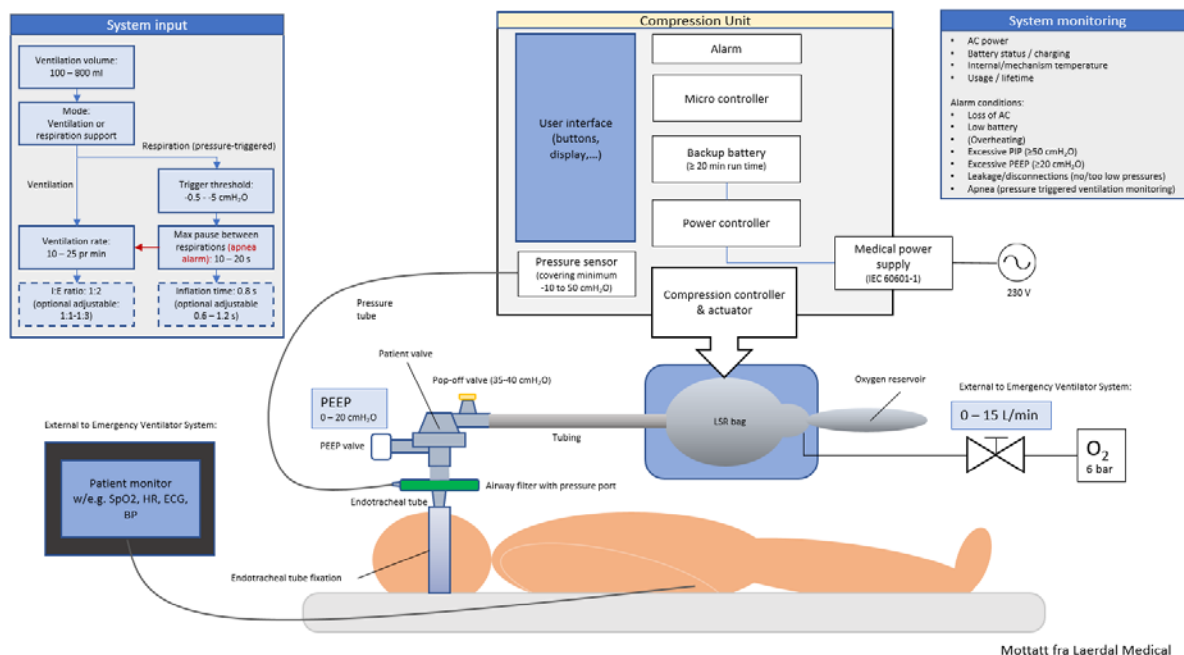 System input
Ventilation volume:
100 – 800 ml
Mode:
Ventilation or
respiration support
Respiration (pressure-triggered)
Ventilation
Trigger threshold:
-0.5 - -5 cmH₂O
Ventilation rate:
10 – 25 pr min
Max pause between
respirations (apnea
alarm): 10 – 20 s
I:E ratio: 1:2
(optional adjustable:
1:1-1:3)
Inflation time: 0.8 s
(optional adjustable
0.6 – 1.2 s)
Compression Unit
User interface
(buttons,
display,...)
Alarm
Micro controller
Backup battery
(≥ 20 min run time)
Power controller
Pressure sensor
(covering minimum
-10 to 50 cmH₂O)
Compression controller
& actuator
Medical power
supply
(IEC 60601-1)
230 V
System monitoring
• AC power
• Battery status / charging
• Internal/mechanism temperature
• Usage / lifetime
Alarm conditions:
• Loss of AC
• Low battery
• (Overheating)
• Excessive PIP (≥50 cmH₂O)
• Excessive PEEP (≥20 cmH₂O)
• Leakage/disconnections (no/too low pressures)
• Apnea (pressure triggered ventilation monitoring)
Pressure
tube
Patient valve
Pop-off valve (35-40 cmH₂O)
PEEP
0 – 20 cmH₂O
PEEP valve
Tubing
LSR bag
Oxygen reservoir
External to Emergency Ventilator System:
0 – 15 L/min
O₂
6 bar
Airway filter with pressure port
Endotracheal tube
Endotracheal tube fixation
External to Emergency Ventilator System:
Patient monitor
w/e.g. SpO2, HR, ECG,
BP
Mottatt fra Laerdal Medical